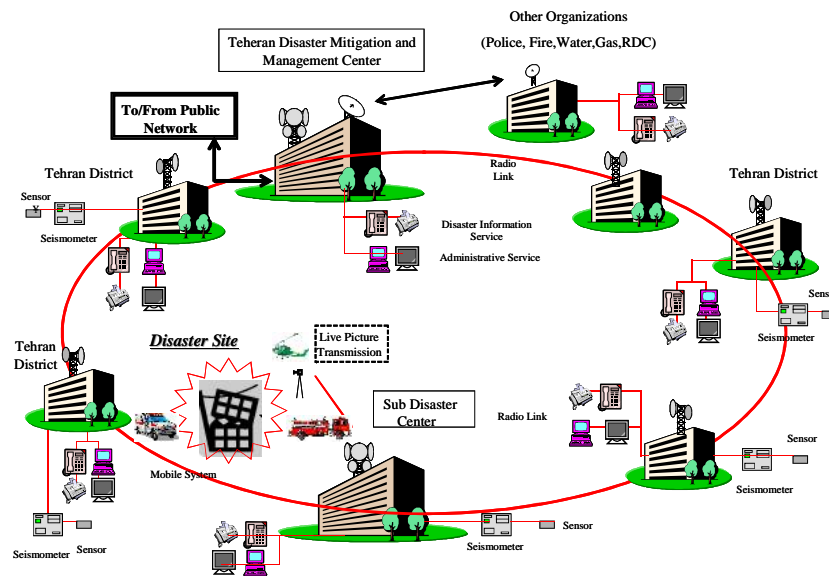 Other Organizations
(Police, Fire,Water,Gas,RDC)
Teheran Disaster Mitigation and
Management Center
To/From Public
Network
Tehran District
Sensor
Seismometer
Radio
Link
Tehran District
Disaster Information
Service
Administrative Service
Sens
Seismometer
Tehran
District
Disaster Site
Live Picture
Transmission
Sub Disaster
Center
Radio Link
Sensor
Seismometer
Mobile System
Seismometer
Sensor
Seismometer
Sensor